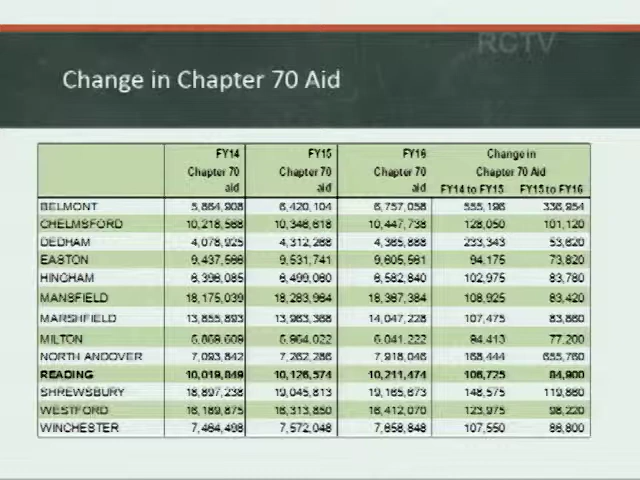 RCTV
Change in Chapter 70 Aid
FY14 FY15 FY16 Change in
Chapter 70 Chapter 70 Chapter 70 Chapter 70 Aid
aid aid aid FY14 to FY15 FY15 to FY16
BELMONT 5,864,908 6,420,104 6,757,058 555,196 336,954
CHELMSFORD 10,218,568 10,346,618 10,447,738 128,050 101,120
DEDHAM 4,078,925 4,312,268 4,365,888 233,343 53,620
EASTON 9,437,566 9,531,741 9,605,561 94,175 73,820
HINGHAM 6,396,085 6,499,060 6,582,840 102,975 83,780
MANSFIELD 18,175,039 18,283,964 18,367,384 108,925 83,420
MARSHFIELD 13,855,893 13,963,368 14,047,228 107,475 83,860
MILTON 5,869,609 5,964,022 6,041,222 94,413 77,200
NORTH ANDOVER 7,093,842 7,262,286 7,918,046 168,444 655,760
READING 10,019,849 10,126,574 10,211,474 106,725 84,900
SHREWSBURY 18,897,238 19,045,813 19,165,673 148,575 119,860
WESTFORD 16,189,875 16,313,850 16,412,070 123,975 98,220
WINCHESTER 7,464,498 7,572,048 7,658,848 107,550 86,800